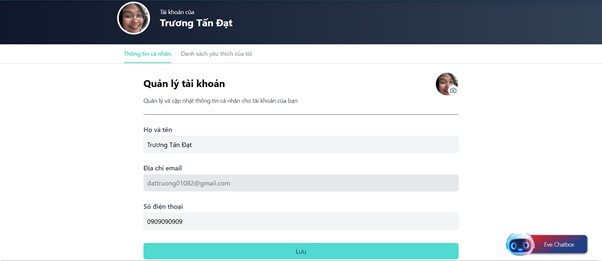 Tài khoản của
Trương Tấn Đạt
Thông tin cá nhân Danh sách yêu thích của tôi
Quản lý tài khoản
Quản lý và cập nhật thông tin cá nhân cho tài khoản của bạn
Họ và tên
Trương Tấn Đạt
Địa chỉ email
dattruong01082@gmail.com
Số điện thoại
0909090909
Lưu
Eve Chatbox